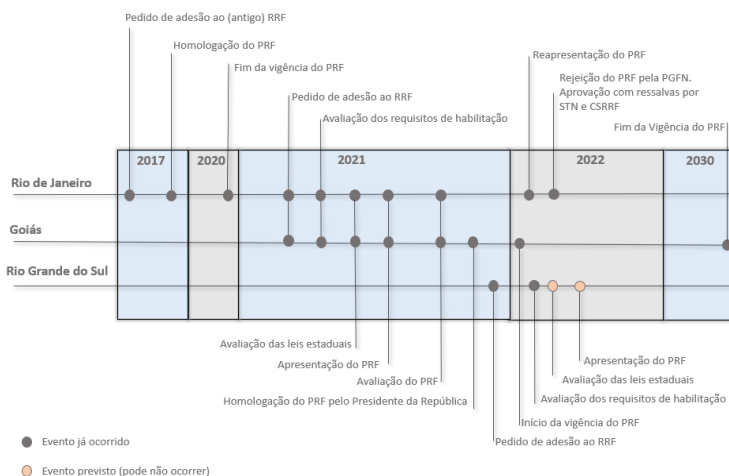 Pedido de adesão ao (antigo) RRF
Homologação do PRF
Fim da vigência do PRF
Pedido de adesão ao RRF
Avaliação dos requisitos de habilitação
Reapresentação do PRF
Rejeição do PRF pela PGFN.
Aprovação com ressalvas por
STN e CSRRF
Fim da Vigência do PRF
2017
2020
2021
2022
2030
Rio de Janeiro
Goiás
Rio Grande do Sul
Avaliação das leis estaduais
Apresentação do PRF
Avaliação do PRF
Homologação do PRF pelo Presidente da República
Apresentação do PRF
Avaliação das leis estaduais
Avaliação dos requisitos de habilitação
Início da vigência do PRF
Pedido de adesão ao RRF
Evento já ocorrido
Evento previsto (pode não ocorrer)